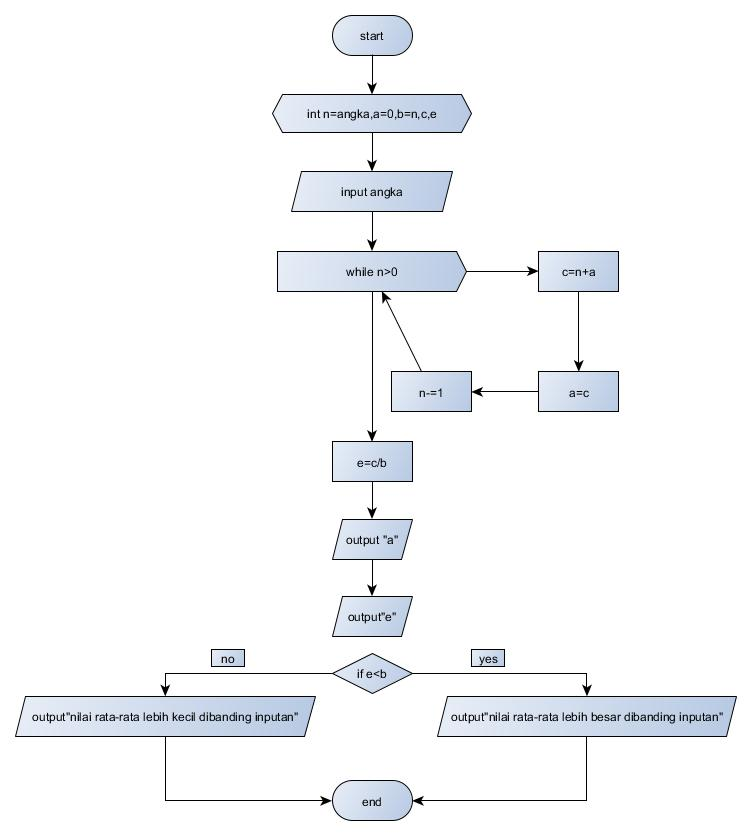 start
int n=angka,a=0,b=n,c,e
input angka
while n>0
c=n+a
n-=1
a=c
e=c/b
output "a"
output"e"
no
if e<b
yes
output"nilai rata-rata lebih kecil dibanding inputan"
output"nilai rata-rata lebih besar dibanding inputan"
end